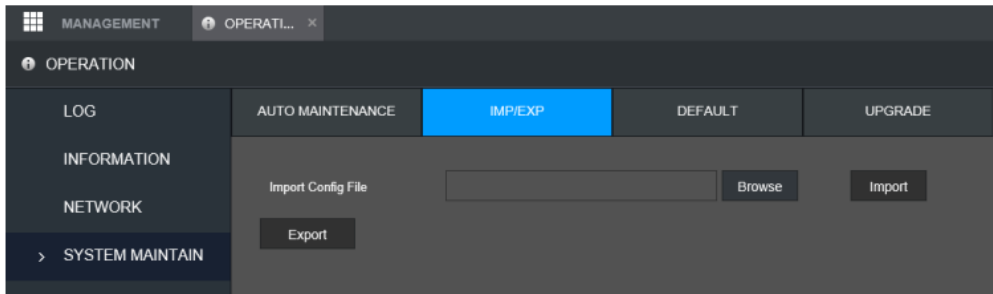 MANAGEMENT OPERATI... ×
OPERATION
LOG AUTO MAINTENANCE IMP/EXP DEFAULT UPGRADE
INFORMATION
Import Config File Browse Import
NETWORK
Export
> SYSTEM MAINTAIN